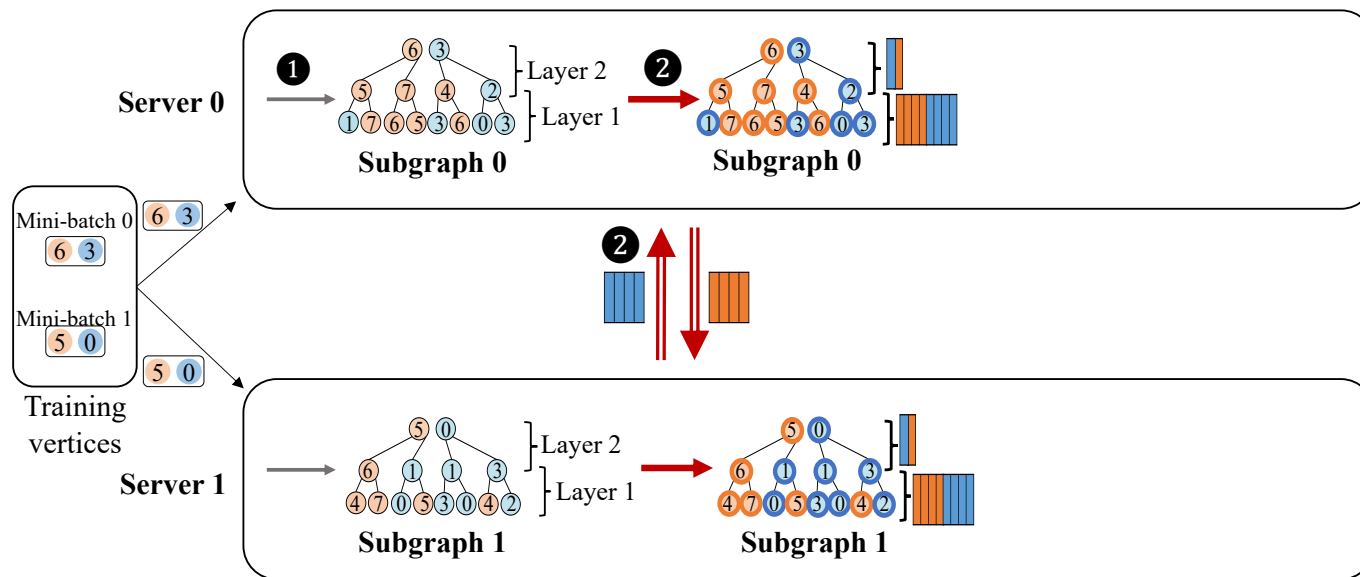 ❶
6 3
Layer 2
5 7 4 2
Layer 1
1 7 6 5 3 6 0 3
Subgraph 0
❷
6 3
5 7 4 2
1 7 6 5 3 6 0 3
Subgraph 0
Server 0
Mini-batch 0
6 3
Mini-batch 1
5 0
Training
vertices
6 3
5 0
❷
Server 1
5 0
Layer 2
6 1 1 3
Layer 1
4 7 0 5 3 0 4 2
Subgraph 1
5 0
6 1 1 3
4 7 0 5 3 0 4 2
Subgraph 1